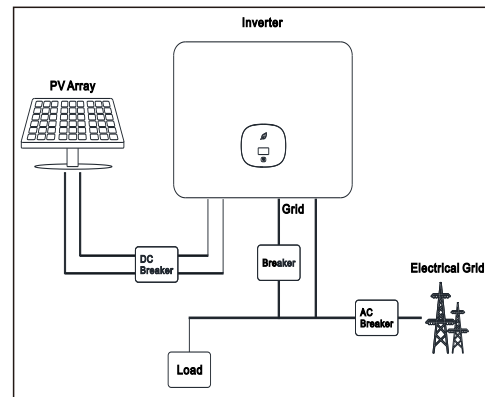 Inverter
PV Array
Grid
DC
Breaker
Breaker
Electrical Grid
AC
Breaker
Load